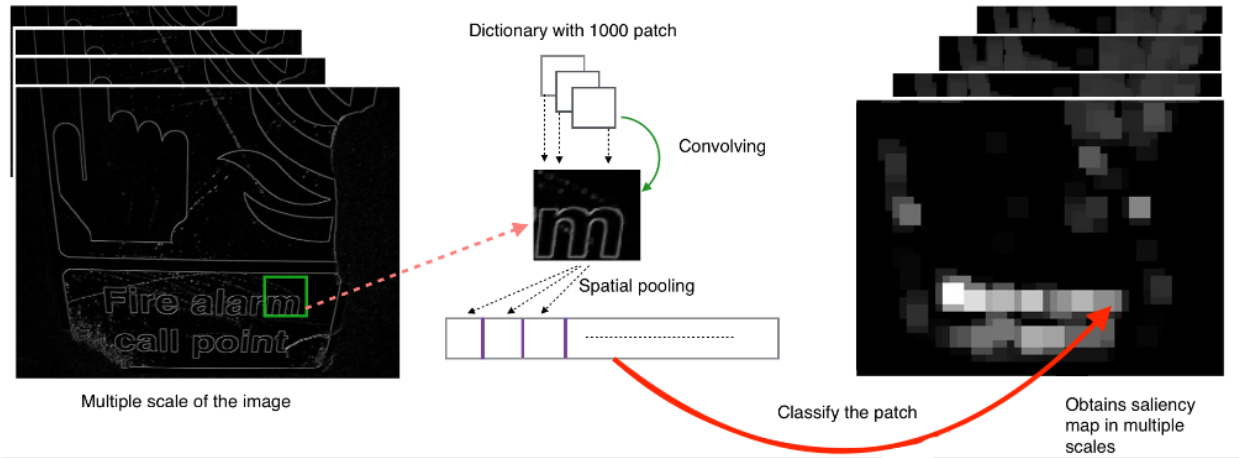 Dictionary with 1000 patch
Convolving
m
Fire alarm
call point
Spatial pooling
Multiple scale of the image
Classify the patch
Obtains saliency
map in multiple
scales